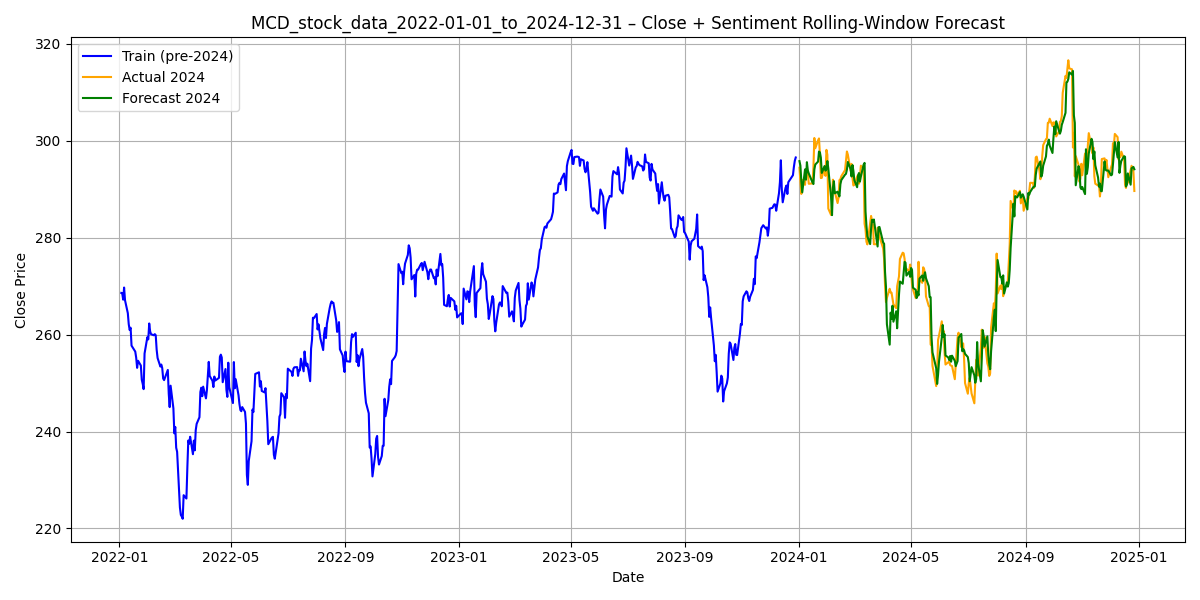 MCD_stock_data_2022-01-01_to_2024-12-31 – Close + Sentiment Rolling-Window Forecast
Train (pre-2024)
Actual 2024
Forecast 2024
Close Price
320
300
280
260
240
220
2022-01
2022-05
2022-09
2023-01
2023-05
2023-09
2024-01
2024-05
2024-09
2025-01
Date